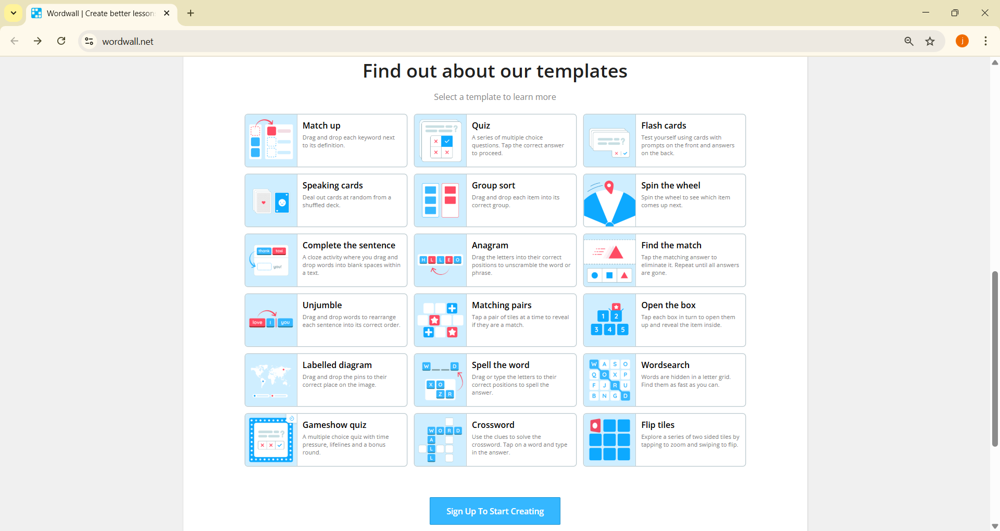 Wordwall | Create better lesson
wordwall.net
j
Find out about our templates
Select a template to learn more
Match up
Drag and drop each keyword next
to its definition.
?
Quiz
A series of multiple choice
questions. Tap the correct answer
to proceed.
?
Flash cards
Test yourself using cards with
prompts on the front and answers
on the back.
Speaking cards
Deal out cards at random from a
shuffled deck.
Group sort
Drag and drop each item into its
correct group.
Spin the wheel
Spin the wheel to see which item
comes up next.
thank taxi
you!
Complete the sentence
A cloze activity where you drag and
drop words into blank spaces within
a text.
H L L E O
Anagram
Drag the letters into their correct
positions to unscramble the word or
phrase.
Find the match
Tap the matching answer to
eliminate it. Repeat until all answers
are gone.
love I you
Unjumble
Drag and drop words to rearrange
each sentence into its correct order.
Matching pairs
Tap a pair of tiles at a time to reveal
if they are a match.
1 2
3 4 5
Open the box
Tap each box in turn to open them
up and reveal the item inside.
Labelled diagram
Drag and drop the pins to their
correct place on the image.
W _ _ D
X O
Z R
Spell the word
Drag or type the letters to their
correct positions to spell the
answer.
W A S O
Q O X P
F J R U
B N G D
Wordsearch
Words are hidden in a letter grid.
Find them as fast as you can.
?
Gameshow quiz
A multiple choice quiz with time
pressure, lifelines and a bonus
round.
W O R D
A
L
L
Crossword
Use the clues to solve the
crossword. Tap on a word and type
in the answer.
Flip tiles
Explore a series of two sided tiles by
tapping to zoom and swiping to flip.
Sign Up To Start Creating